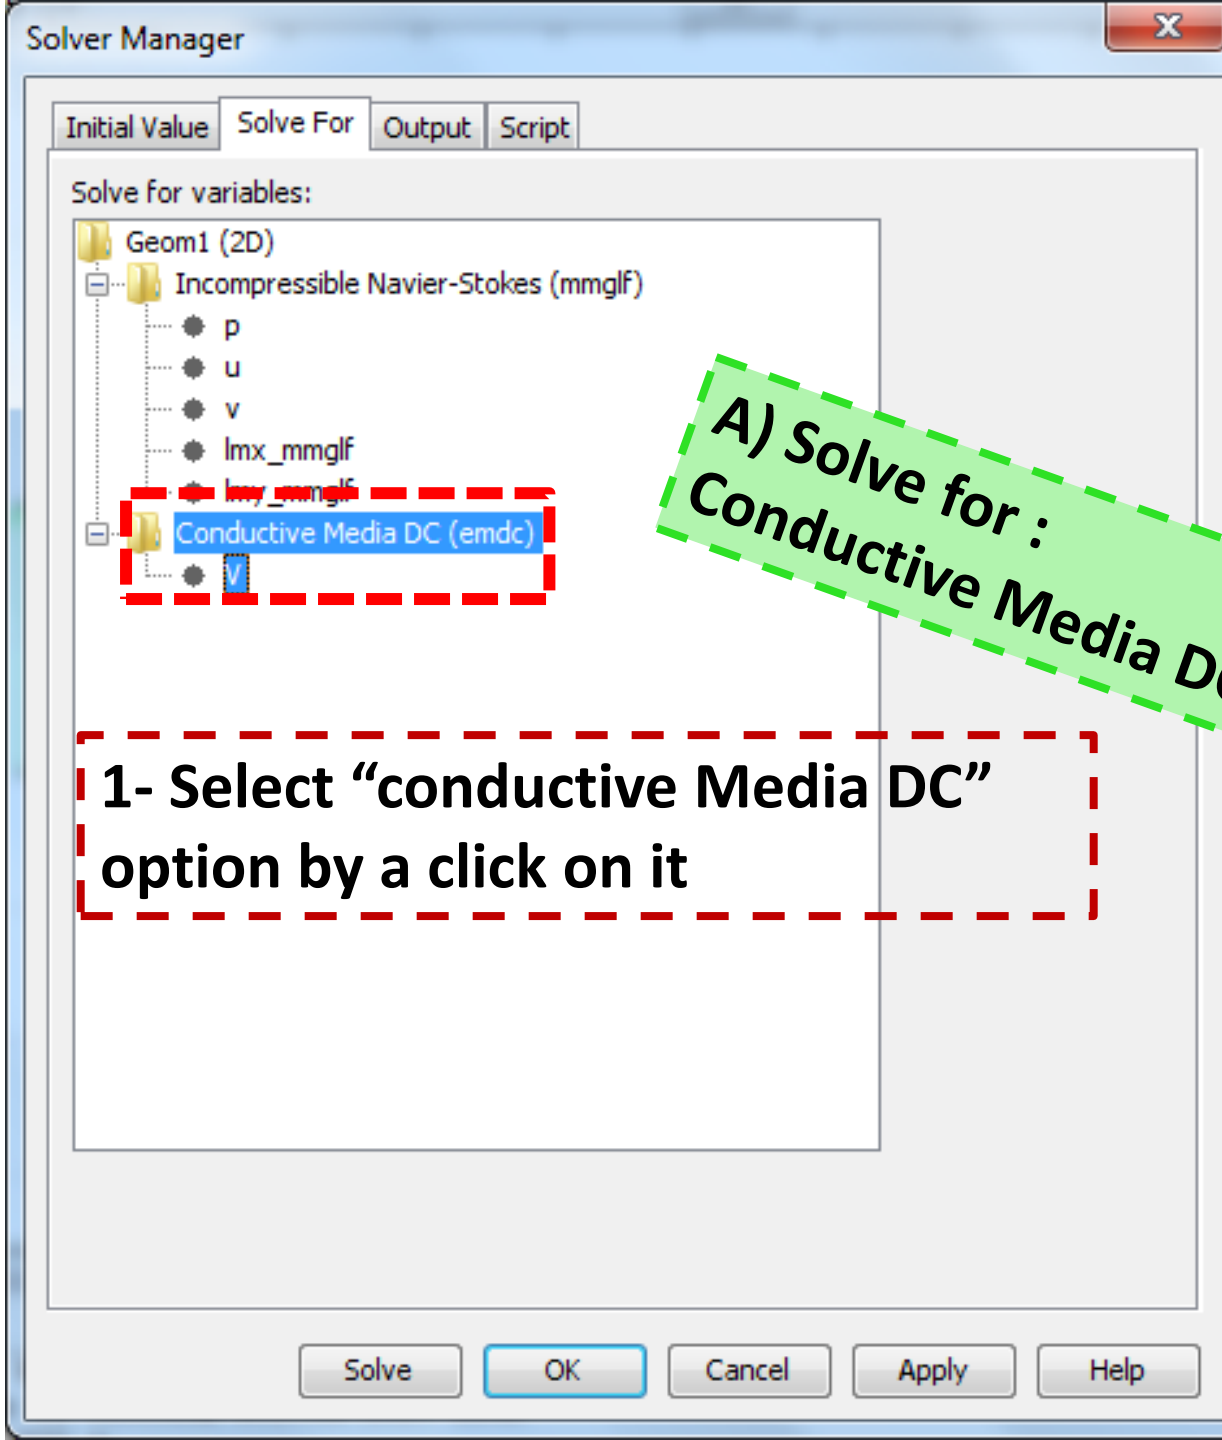 Solver Manager
Initial Value Solve For Output Script
Solve for variables:
Geom1 (2D)
Incompressible Navier-Stokes (mmglf)
p
u
v
lmx_mmglf
lmy_mmglf
Conductive Media DC (emdc)
V
A) Solve for :
Conductive Media DC
1- Select “conductive Media DC”
option by a click on it
Solve OK Cancel Apply Help